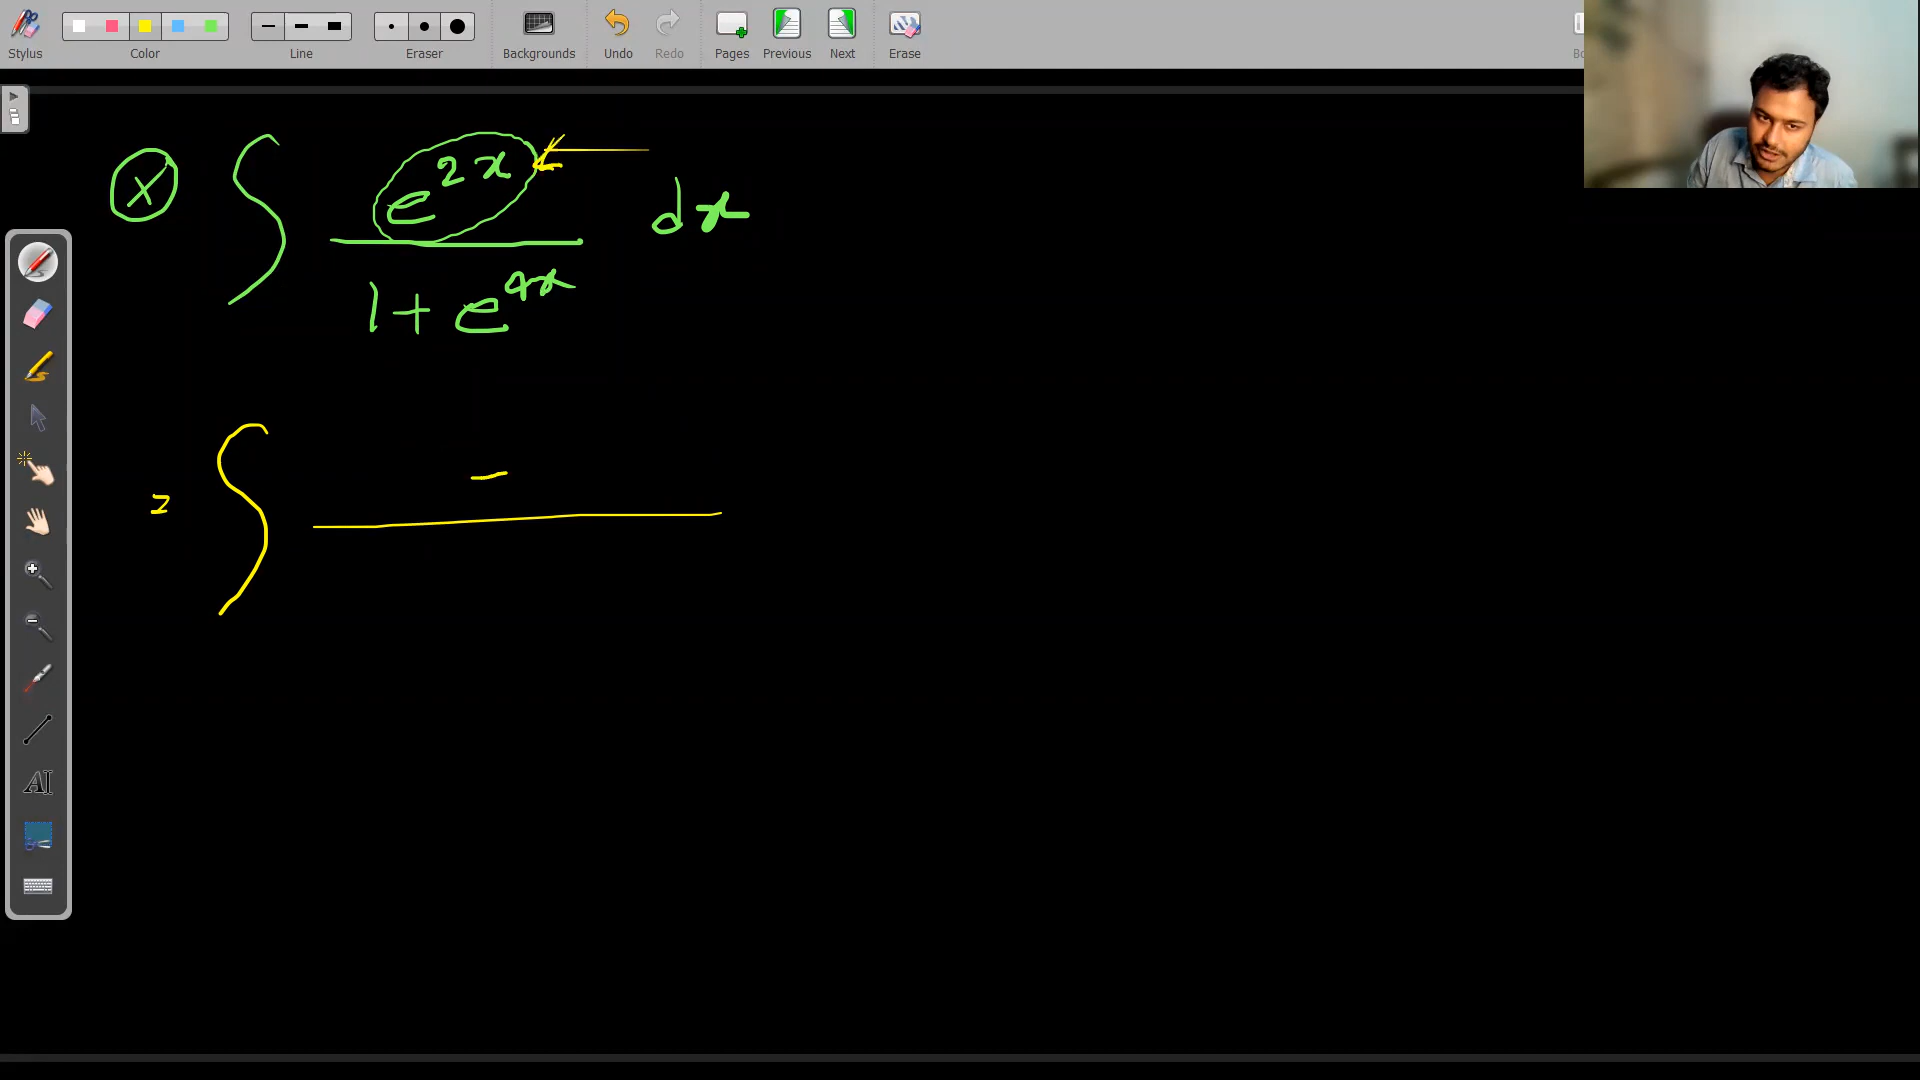 Stylus Color Line Eraser Backgrounds Undo Redo Pages Previous Next Erase
(x) ∫ e^{2x} / (1 + e^{4x}) dx
= ∫ ―
AI